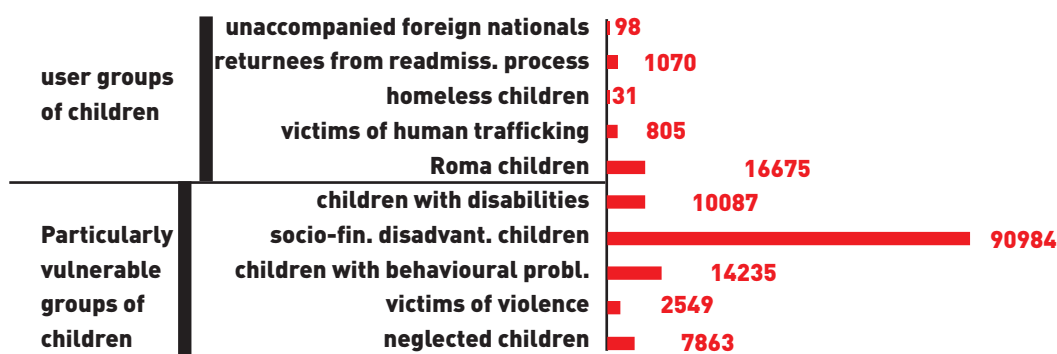 unaccompanied foreign nationals 98
returnees from readmiss. process 1070
homeless children 31
victims of human trafficking 805
Roma children 16675
user groups
of children
children with disabilities 10087
socio-fin. disadvant. children 90984
children with behavioural probl. 14235
victims of violence 2549
neglected children 7863
Particularly
vulnerable
groups of
children